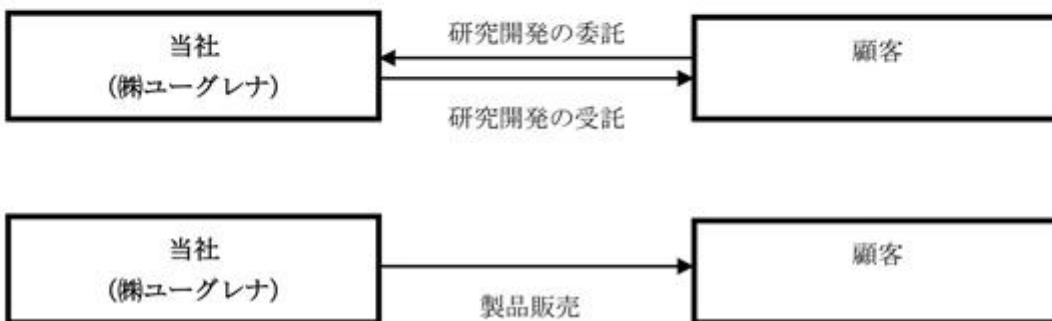 研究開発の委託
当社
(㈱ユーグレナ)
顧客
研究開発の受託
当社
(㈱ユーグレナ)
顧客
製品販売